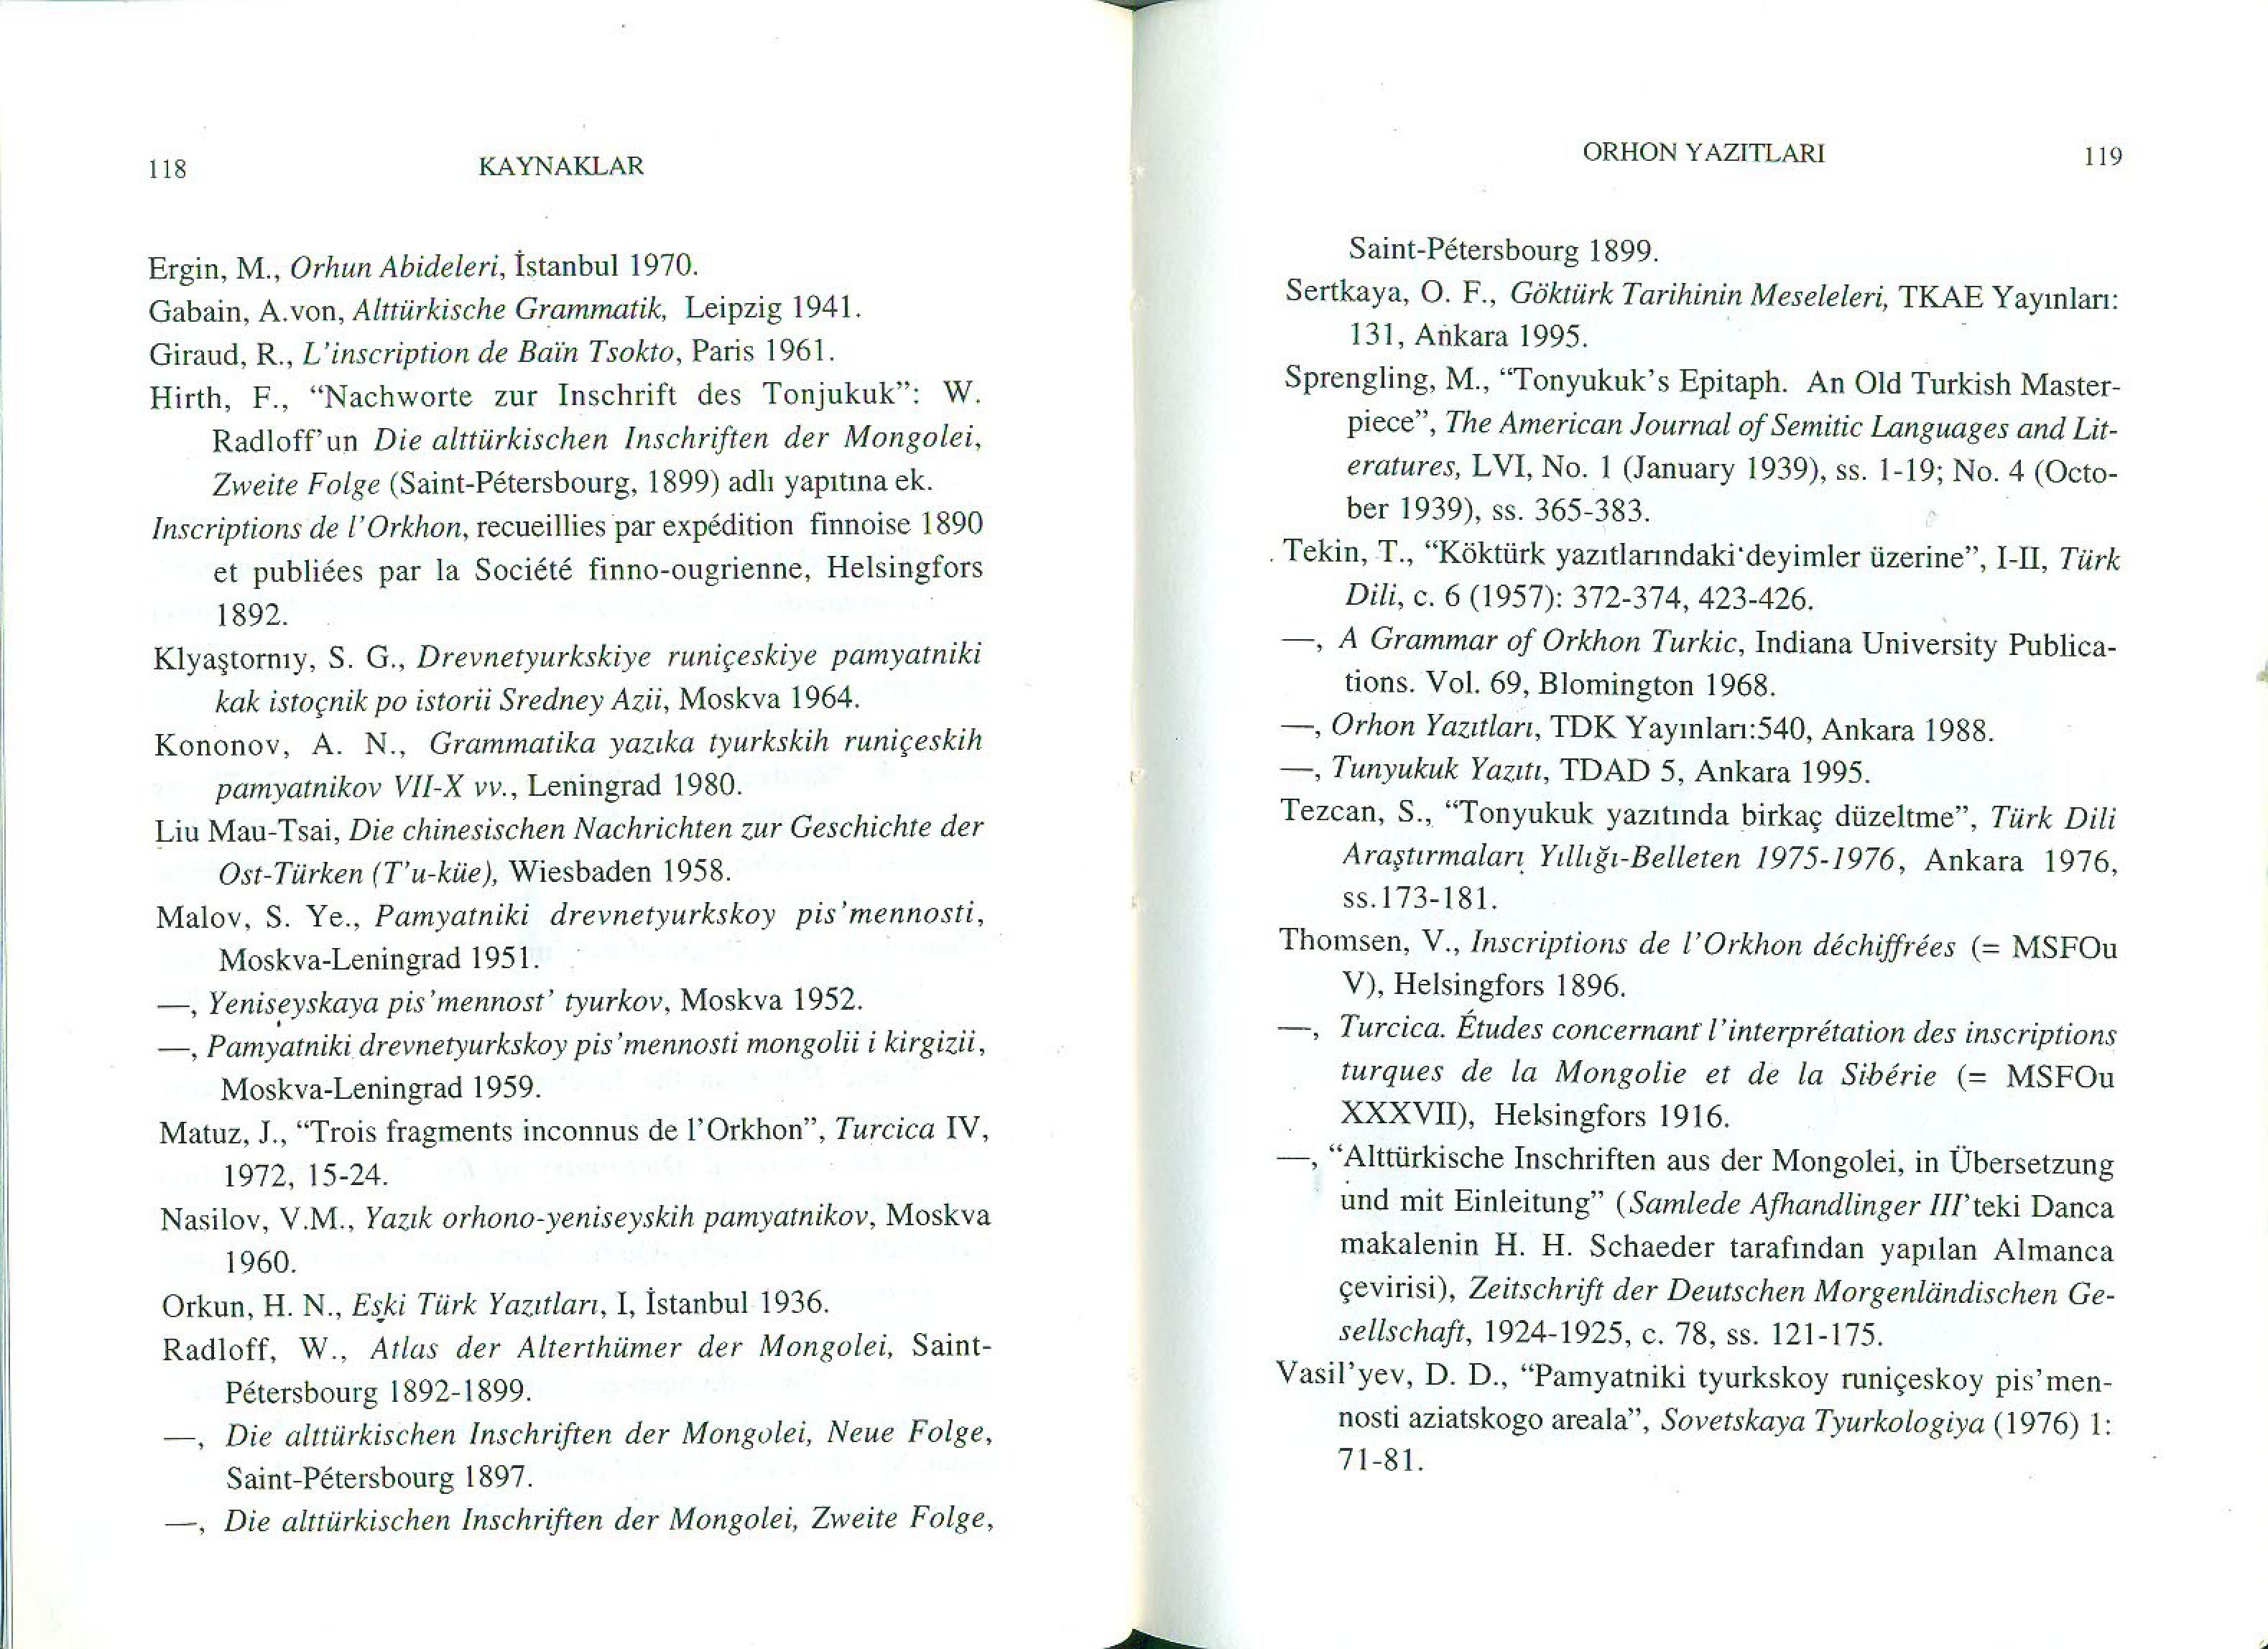 118
KAYNAKLAR
Ergin, M., Orhun Abideleri, İstanbul 1970.
Gabain, A.von, Alttürkische Grammatik, Leipzig 1941.
Giraud, R., L'inscription de Baïn Tsokto, Paris 1961.
Hirth, F., “Nachworte zur Inschrift des Tonjukuk”: W.
Radloff'un Die alttürkischen Inschriften der Mongolei,
Zweite Folge (Saint-Pétersbourg, 1899) adlı yapıtına ek.
Inscriptions de l'Orkhon, recueillies par expédition finnoise 1890
et publiées par la Société finno-ougrienne, Helsingfors
1892.
Klyaştornıy, S. G., Drevnetyurkskiye runiçeskiye pamyatniki
kak istoçnik po istorii Sredney Azii, Moskva 1964.
Kononov, A. N., Grammatika yazıka tyurkskih runiçeskih
pamyatnikov VII-X vv., Leningrad 1980.
Liu Mau-Tsai, Die chinesischen Nachrichten zur Geschichte der
Ost-Türken (T'u-küe), Wiesbaden 1958.
Malov, S. Ye., Pamyatniki drevnetyurkskoy pis'mennosti,
Moskva-Leningrad 1951.
—, Yeniseyskaya pis'mennost' tyurkov, Moskva 1952.
—, Pamyatniki drevnetyurkskoy pis'mennosti mongolii i kirgizii,
Moskva-Leningrad 1959.
Matuz, J., “Trois fragments inconnus de l'Orkhon”, Turcica IV,
1972, 15-24.
Nasilov, V.M., Yazık orhono-yeniseyskih pamyatnikov, Moskva
1960.
Orkun, H. N., Eski Türk Yazıtları, I, İstanbul 1936.
Radloff, W., Atlas der Alterthümer der Mongolei, Saint-
Pétersbourg 1892-1899.
—, Die alttürkischen Inschriften der Mongolei, Neue Folge,
Saint-Pétersbourg 1897.
—, Die alttürkischen Inschriften der Mongolei, Zweite Folge,
ORHON YAZITLARI
119
Saint-Pétersbourg 1899.
Sertkaya, O. F., Göktürk Tarihinin Meseleleri, TKAE Yayınları:
131, Ankara 1995.
Sprengling, M., “Tonyukuk's Epitaph. An Old Turkish Master-
piece”, The American Journal of Semitic Languages and Lit-
eratures, LVI, No. 1 (January 1939), ss. 1-19; No. 4 (Octo-
ber 1939), ss. 365-383.
Tekin, T., “Köktürk yazıtlarındaki deyimler üzerine”, I-II, Türk
Dili, c. 6 (1957): 372-374, 423-426.
—, A Grammar of Orkhon Turkic, Indiana University Publica-
tions. Vol. 69, Blomington 1968.
—, Orhon Yazıtları, TDK Yayınları:540, Ankara 1988.
—, Tunyukuk Yazıtı, TDAD 5, Ankara 1995.
Tezcan, S., “Tonyukuk yazıtında birkaç düzeltme”, Türk Dili
Araştırmaları Yıllığı-Belleten 1975-1976, Ankara 1976,
ss.173-181.
Thomsen, V., Inscriptions de l'Orkhon déchiffrées (= MSFOu
V), Helsingfors 1896.
—, Turcica. Études concernant l'interprétation des inscriptions
turques de la Mongolie et de la Sibérie (= MSFOu
XXXVII), Helsingfors 1916.
—, “Alttürkische Inschriften aus der Mongolei, in Übersetzung
und mit Einleitung” (Samlede Afhandlinger III'teki Danca
makalenin H. H. Schaeder tarafından yapılan Almanca
çevirisi), Zeitschrift der Deutschen Morgenländischen Ge-
sellschaft, 1924-1925, c. 78, ss. 121-175.
Vasil'yev, D. D., “Pamyatniki tyurkskoy runiçeskoy pis'men-
nosti aziatskogo areala”, Sovetskaya Tyurkologiya (1976) 1:
71-81.